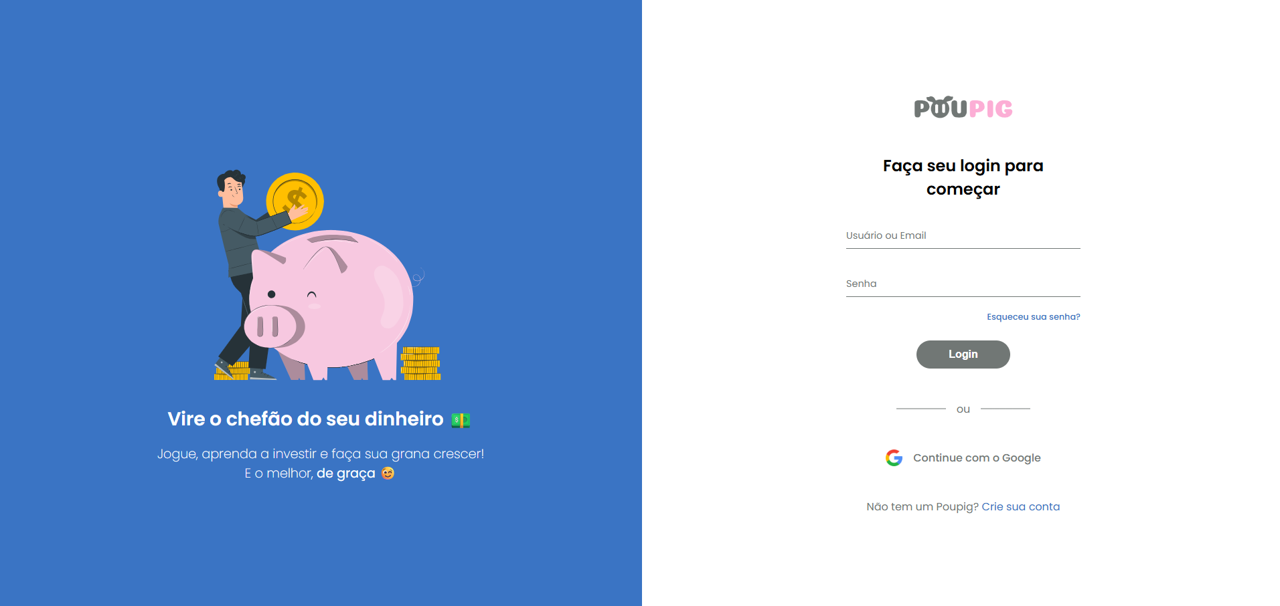 Vire o chefão do seu dinheiro 💵
Jogue, aprenda a investir e faça sua grana crescer!
E o melhor, de graça 😉
POUPIG
Faça seu login para
começar
Usuário ou Email
Senha
Esqueceu sua senha?
Login
ou
Continue com o Google
Não tem um Poupig? Crie sua conta